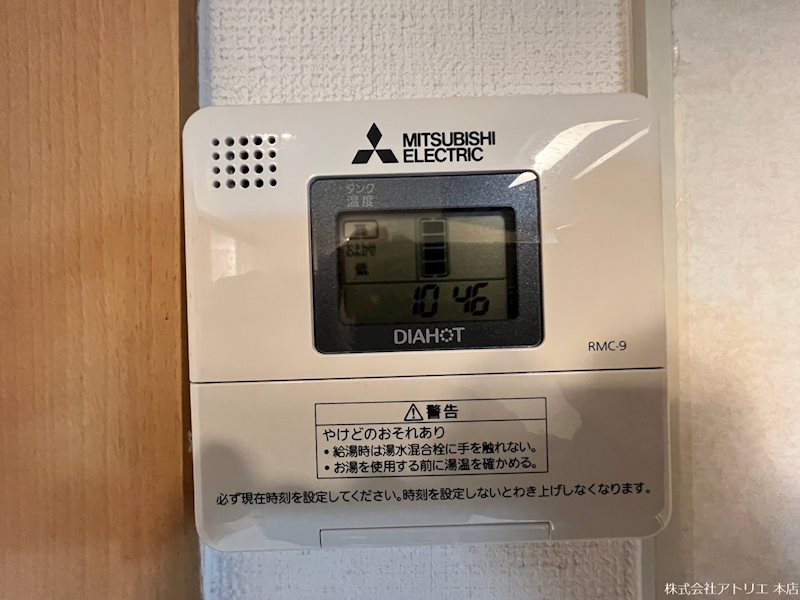 MITSUBISHI
ELECTRIC
タンク
温度
高
おまかせ
低
10 46
DIAHOT
RMC-9
警告
やけどのおそれあり
・給湯時は湯水混合栓に手を触れない。
・お湯を使用する前に湯温を確かめる。
必ず現在時刻を設定してください。時刻を設定しないとわき上げしなくなります。
株式会社アトリエ 本店